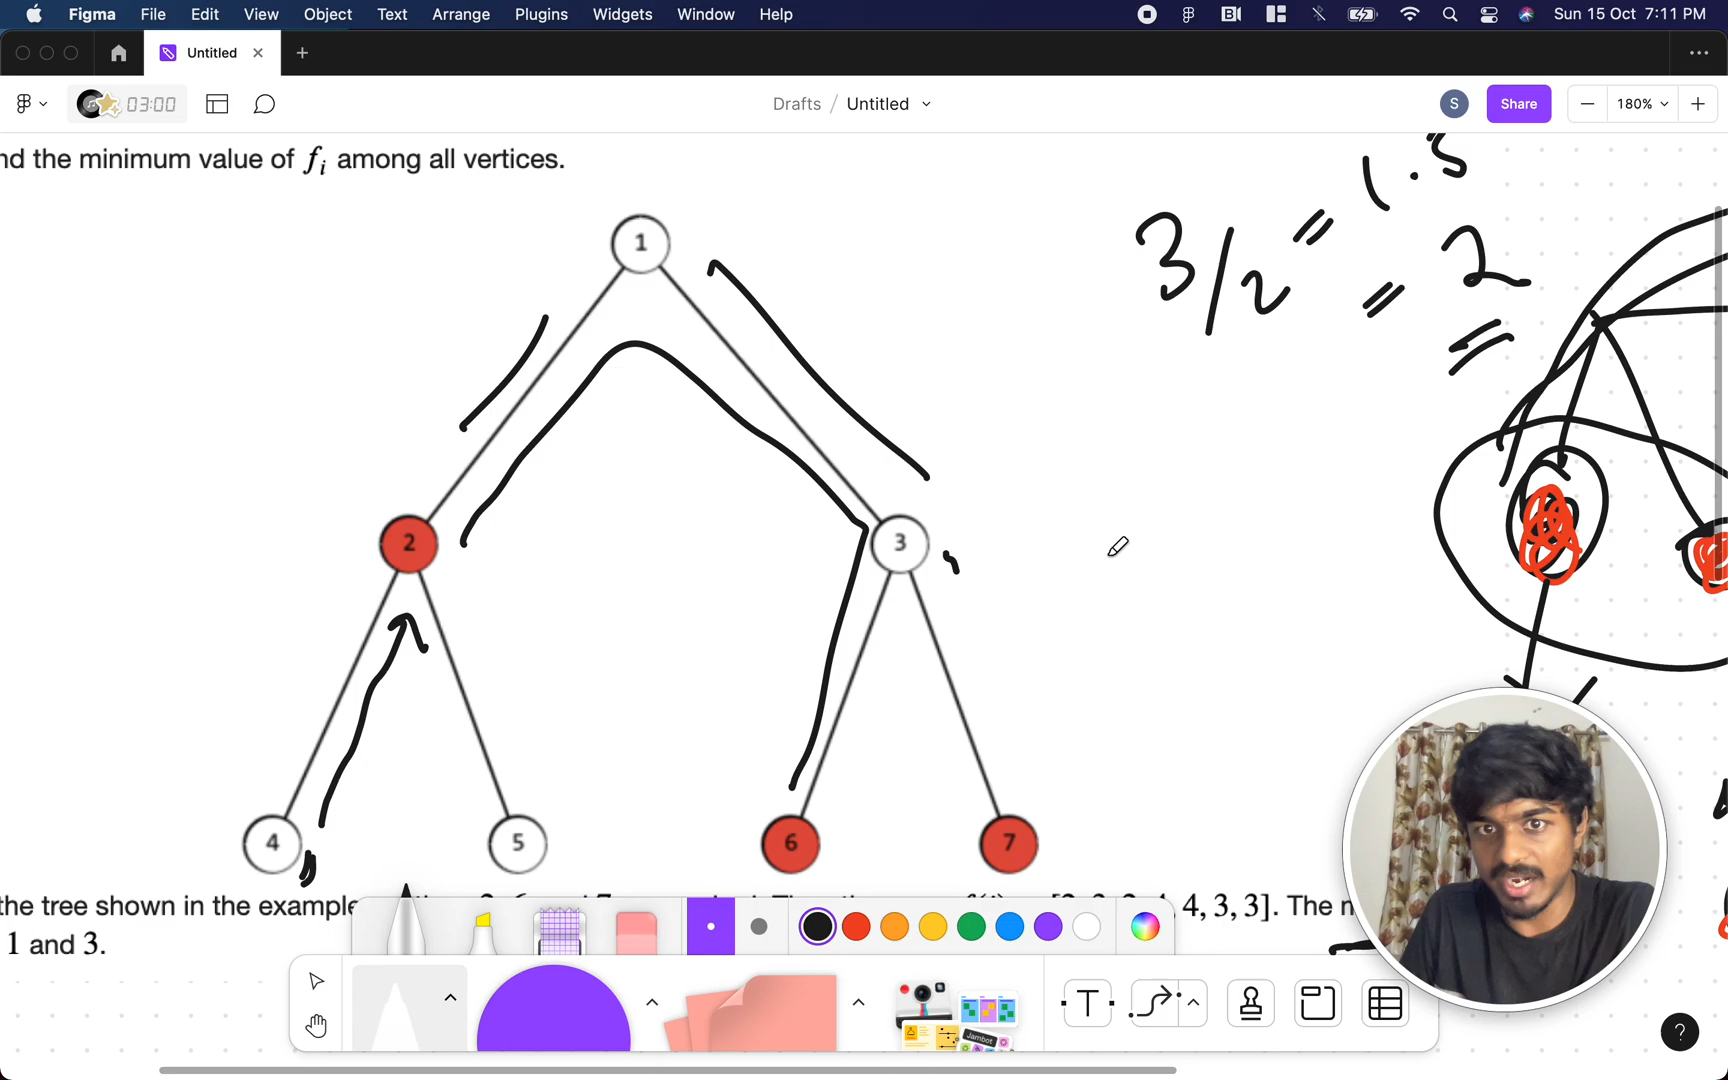 Figma File Edit View Object Text Arrange Plugins Widgets Window Help Sun 15 Oct 7:11 PM
Untitled
03:00 Drafts / Untitled S Share 180%
nd the minimum value of fi among all vertices.
1.5
3/2 =
= 2
1
2
3
4
5
6
7
the tree shown in the example
4, 3, 3]. The
1 and 3.
T
Jambot
?